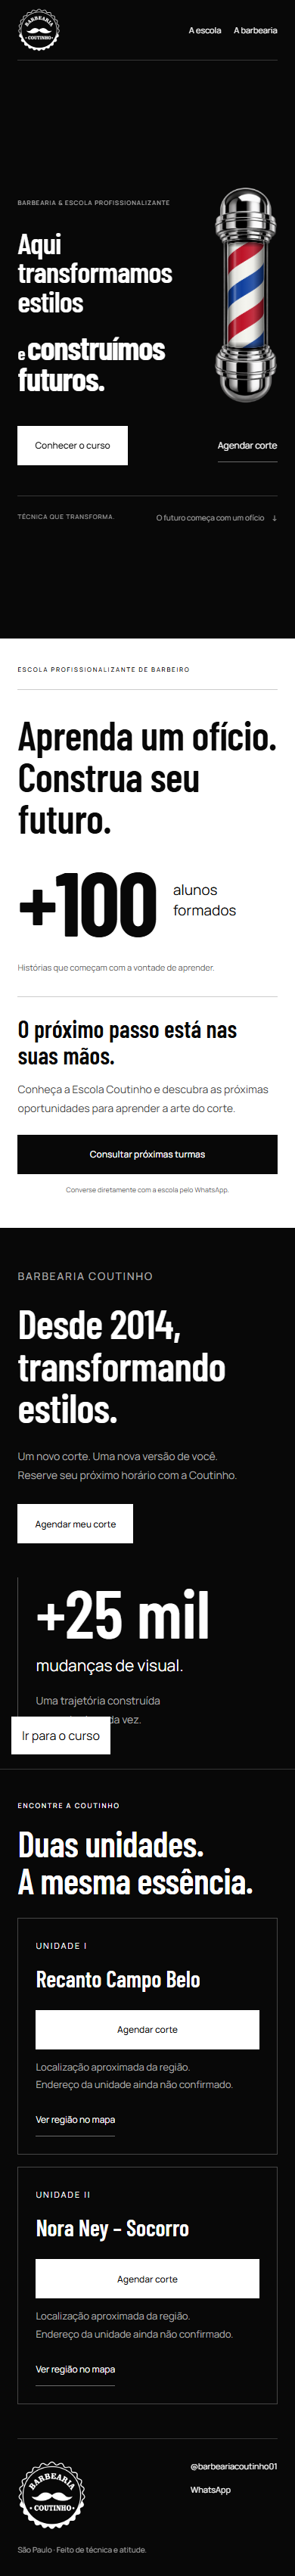 BARBEARIA
COUTINHO
A escola
A barbearia
BARBEARIA & ESCOLA PROFISSIONALIZANTE
Aqui
transformamos
estilos
e construímos
futuros.
Conhecer o curso
Agendar corte
TÉCNICA QUE TRANSFORMA.
O futuro começa com um ofício ↓
ESCOLA PROFISSIONALIZANTE DE BARBEIRO
Aprenda um ofício.
Construa seu
futuro.
+100
alunos
formados
Histórias que começam com a vontade de aprender.
O próximo passo está nas
suas mãos.
Conheça a Escola Coutinho e descubra as próximas
oportunidades para aprender a arte do corte.
Consultar próximas turmas
Converse diretamente com a escola pelo WhatsApp.
BARBEARIA COUTINHO
Desde 2014,
transformando
estilos.
Um novo corte. Uma nova versão de você.
Reserve seu próximo horário com a Coutinho.
Agendar meu corte
+25 mil
mudanças de visual.
Uma trajetória construída
da vez.
Ir para o curso
ENCONTRE A COUTINHO
Duas unidades.
A mesma essência.
UNIDADE I
Recanto Campo Belo
Agendar corte
Localização aproximada da região.
Endereço da unidade ainda não confirmado.
Ver região no mapa
UNIDADE II
Nora Ney – Socorro
Agendar corte
Localização aproximada da região.
Endereço da unidade ainda não confirmado.
Ver região no mapa
BARBEARIA
COUTINHO
@barbeariacoutinho01
WhatsApp
São Paulo · Feito de técnica e atitude.